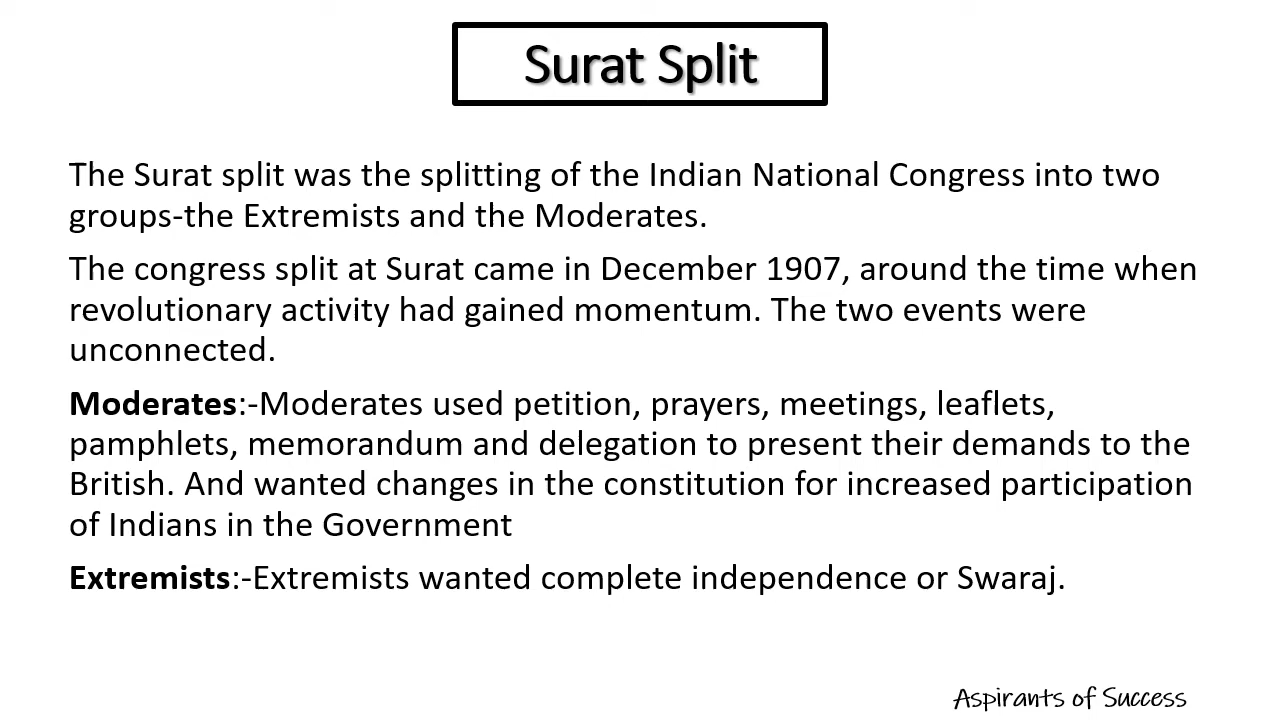 Surat Split
The Surat split was the splitting of the Indian National Congress into two
groups-the Extremists and the Moderates.
The congress split at Surat came in December 1907, around the time when
revolutionary activity had gained momentum. The two events were
unconnected.
Moderates:-Moderates used petition, prayers, meetings, leaflets,
pamphlets, memorandum and delegation to present their demands to the
British. And wanted changes in the constitution for increased participation
of Indians in the Government
Extremists:-Extremists wanted complete independence or Swaraj.
Aspirants of Success